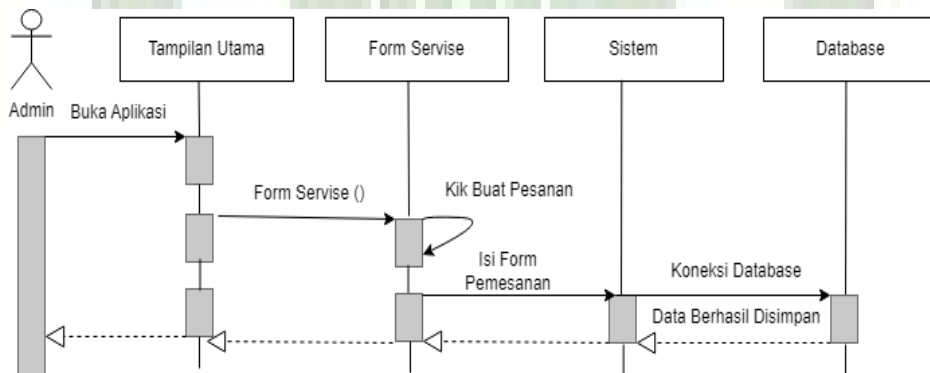 Tampilan Utama
Form Servise
Sistem
Database
Admin
Buka Aplikasi
Form Servise ()
Kik Buat Pesanan
Isi Form
Pemesanan
Koneksi Database
Data Berhasil Disimpan